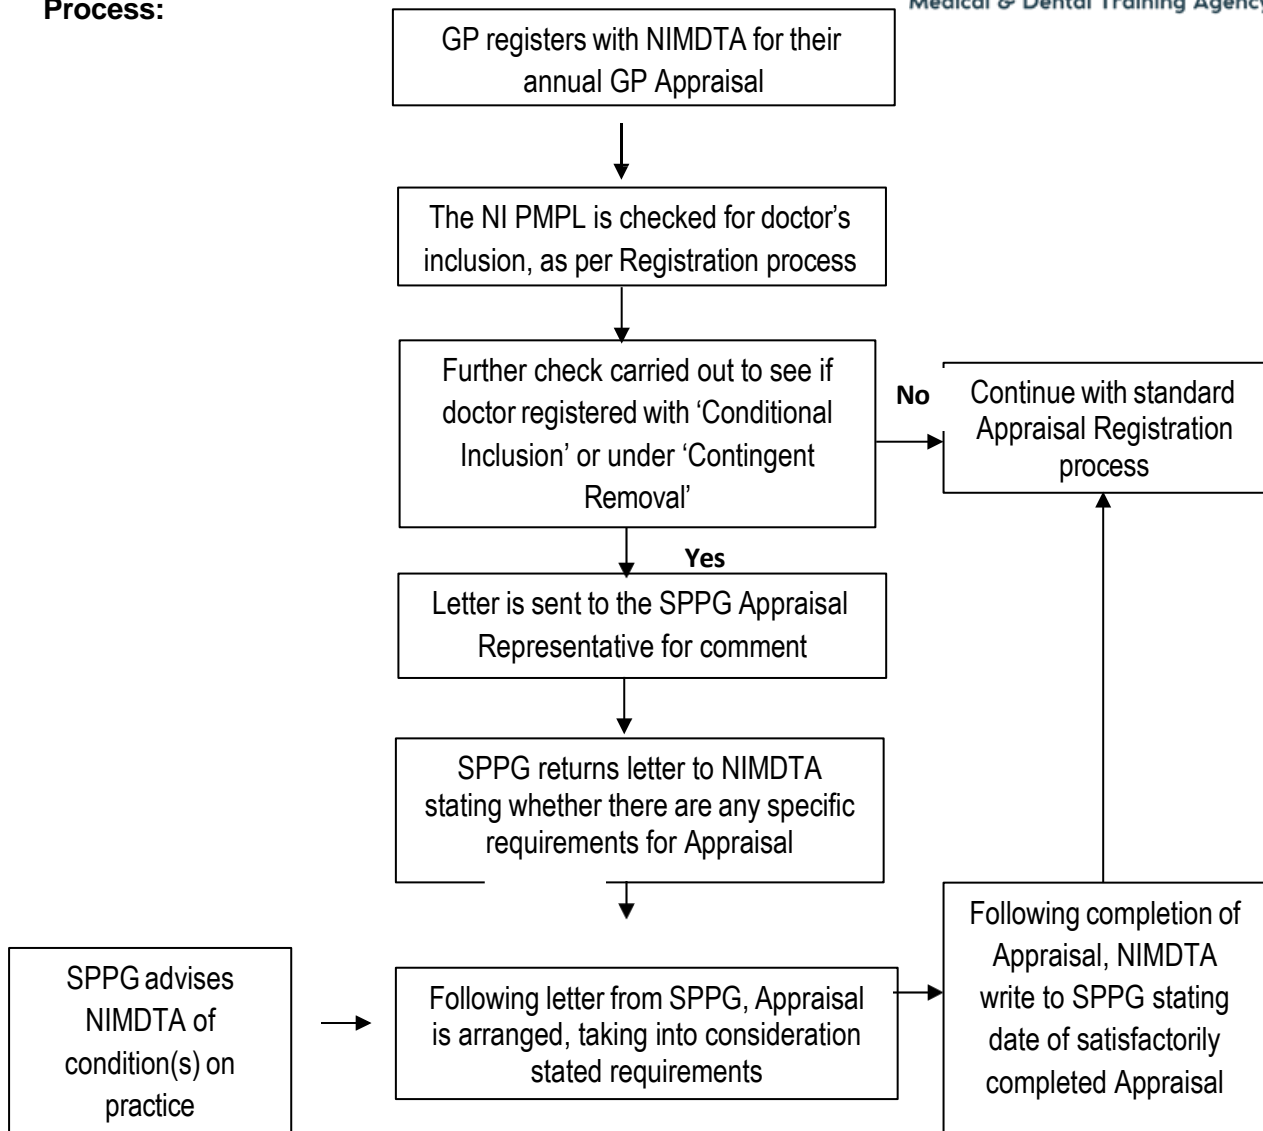 Process:
Medical & Dental Training Agency
GP registers with NIMDTA for their
annual GP Appraisal
The NI PMPL is checked for doctor’s
inclusion, as per Registration process
Further check carried out to see if
doctor registered with ‘Conditional
Inclusion’ or under ‘Contingent
Removal’
No
Continue with standard
Appraisal Registration
process
Yes
Letter is sent to the SPPG Appraisal
Representative for comment
SPPG returns letter to NIMDTA
stating whether there are any specific
requirements for Appraisal
SPPG advises
NIMDTA of
condition(s) on
practice
Following letter from SPPG, Appraisal
is arranged, taking into consideration
stated requirements
Following completion of
Appraisal, NIMDTA
write to SPPG stating
date of satisfactorily
completed Appraisal